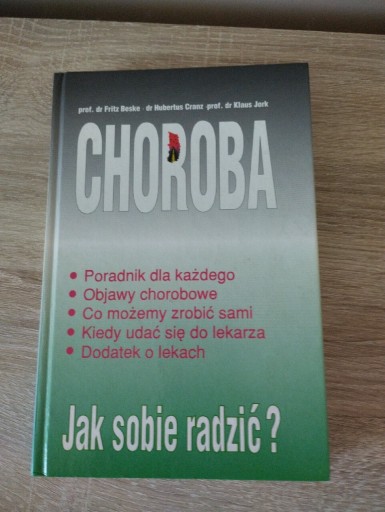 prof. dr Fritz Beske - dr Hubertus Cranz - prof. dr Klaus Jork
CHOROBA
• Poradnik dla każdego
• Objawy chorobowe
• Co możemy zrobić sami
• Kiedy udać się do lekarza
• Dodatek o lekach
Jak sobie radzić?